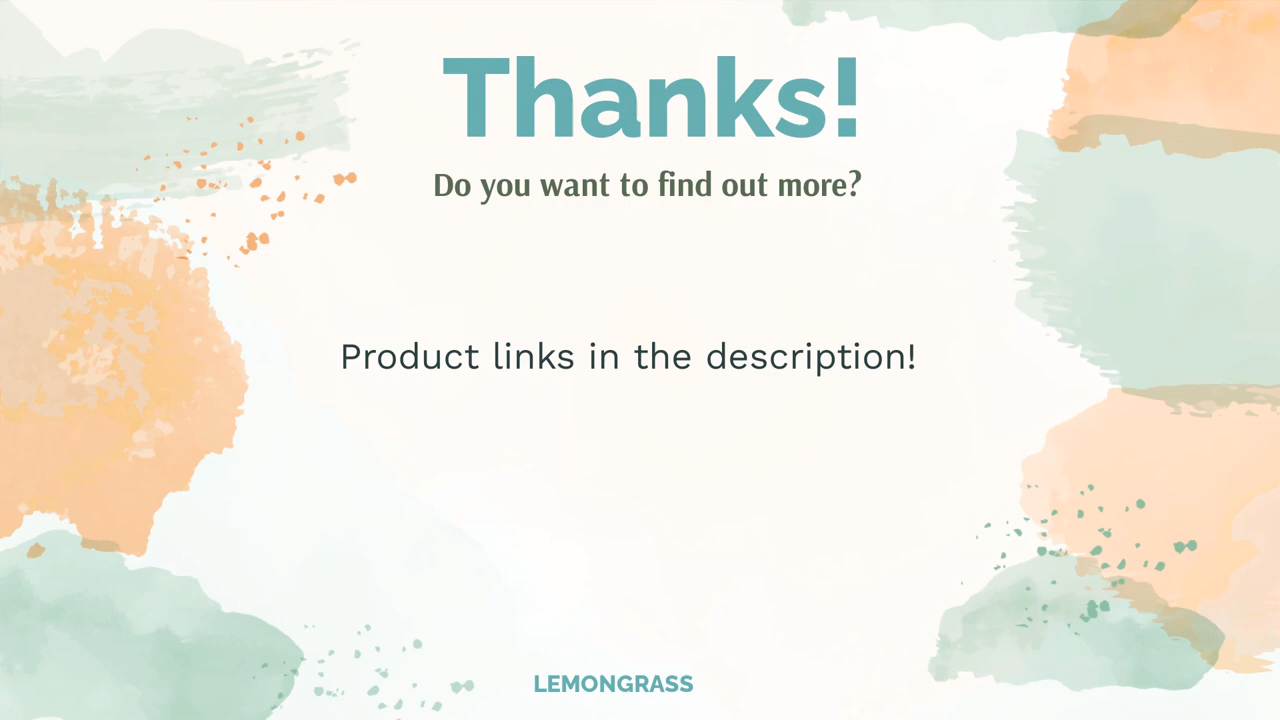 Thanks!
Do you want to find out more?
Product links in the description!
LEMONGRASS